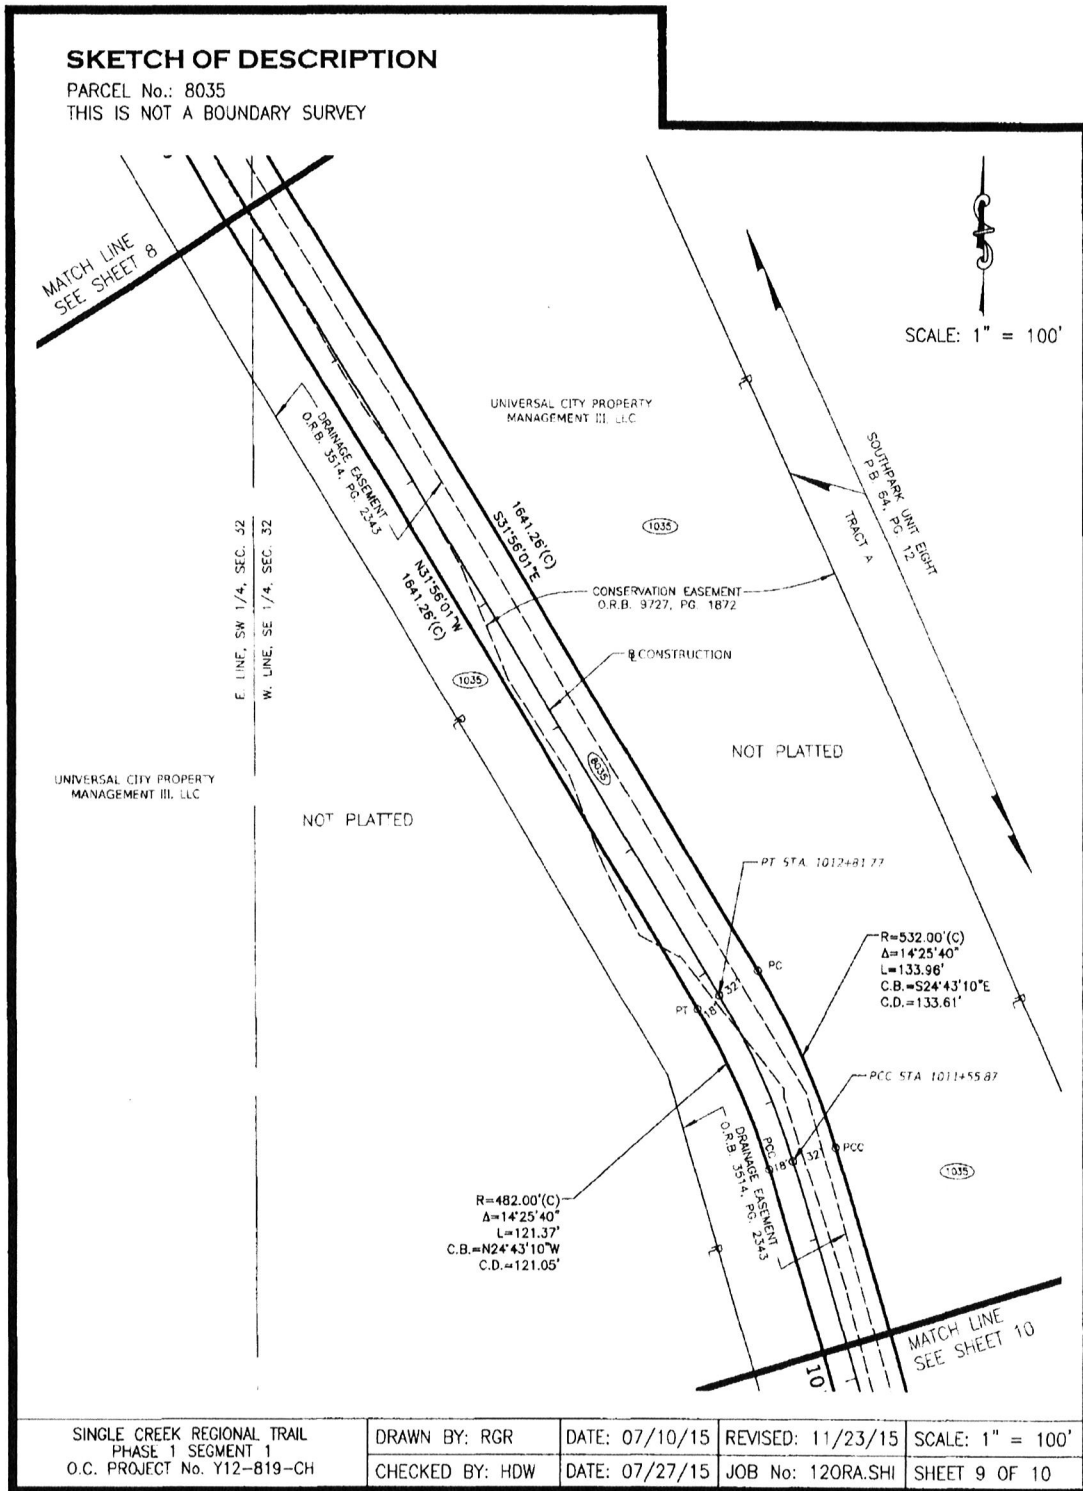 SKETCH OF DESCRIPTION
PARCEL No.: 8035
THIS IS NOT A BOUNDARY SURVEY
MATCH LINE
SEE SHEET 8
SCALE: 1" = 100'
UNIVERSAL CITY PROPERTY
MANAGEMENT III, LLC
DRAINAGE EASEMENT
O.R.B. 3514, PG. 2343
SOUTHPARK UNIT EIGHT
P.B. 64, PG. 12
TRACT A
1641.26'(C)
S31°56'01"E
1035
N31°56'01"W
1641.26'(C)
CONSERVATION EASEMENT
O.R.B. 9727, PG. 1872
E. LINE, SW 1/4, SEC. 32
W. LINE, SE 1/4, SEC. 32
℄ CONSTRUCTION
1035
8035
NOT PLATTED
UNIVERSAL CITY PROPERTY
MANAGEMENT III, LLC
NOT PLATTED
PT STA. 1012+81.77
R=532.00'(C)
Δ=14°25'40"
L=133.96'
C.B.=S24°43'10"E
C.D.=133.61'
PC
32'
PT
18'
PCC STA 1011+55.87
PCC
18'
32'
PCC
DRAINAGE EASEMENT
O.R.B. 3514, PG. 2343
1035
R=482.00'(C)
Δ=14°25'40"
L=121.37'
C.B.=N24°43'10"W
C.D.=121.05'
MATCH LINE
SEE SHEET 10
10
SINGLE CREEK REGIONAL TRAIL
PHASE 1 SEGMENT 1
O.C. PROJECT No. Y12-819-CH
DRAWN BY: RGR
DATE: 07/10/15
REVISED: 11/23/15
SCALE: 1" = 100'
CHECKED BY: HDW
DATE: 07/27/15
JOB No: 120RA.SHI
SHEET 9 OF 10